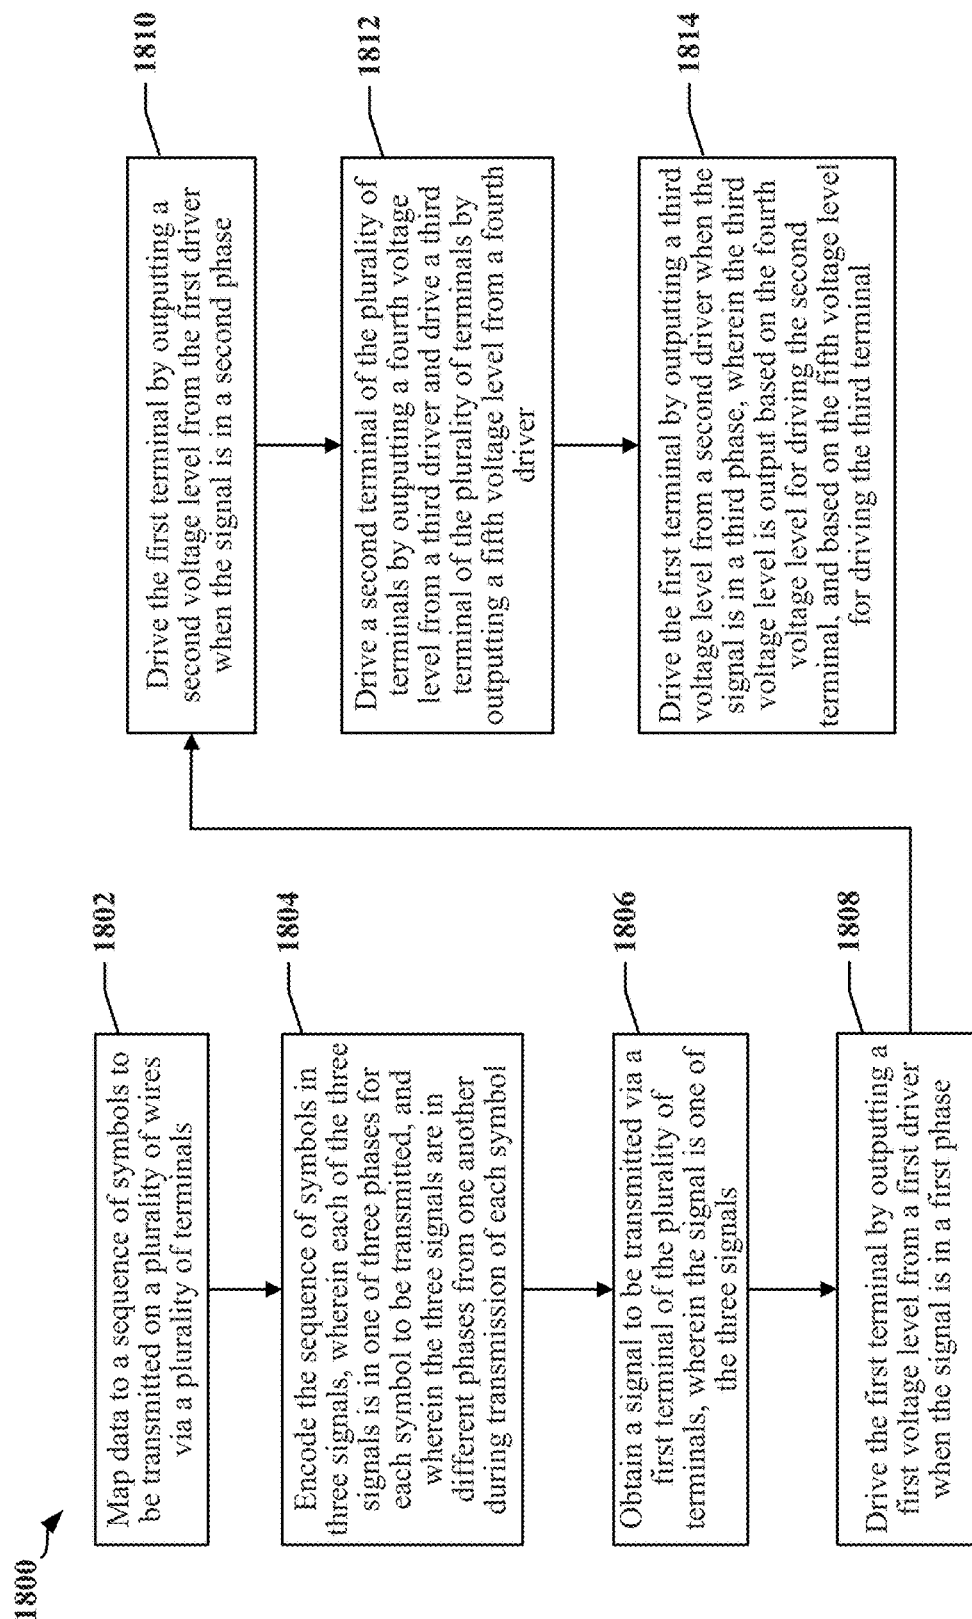 1800
1802
Map data to a sequence of symbols to
be transmitted on a plurality of wires
via a plurality of terminals
1804
Encode the sequence of symbols in
three signals, wherein each of the three
signals is in one of three phases for
each symbol to be transmitted, and
wherein the three signals are in
different phases from one another
during transmission of each symbol
1806
Obtain a signal to be transmitted via a
first terminal of the plurality of
terminals, wherein the signal is one of
the three signals
1808
Drive the first terminal by outputting a
first voltage level from a first driver
when the signal is in a first phase
1810
Drive the first terminal by outputting a
second voltage level from the first driver
when the signal is in a second phase
1812
Drive a second terminal of the plurality of
terminals by outputting a fourth voltage
level from a third driver and drive a third
terminal of the plurality of terminals by
outputting a fifth voltage level from a fourth
driver
1814
Drive the first terminal by outputting a third
voltage level from a second driver when the
signal is in a third phase, wherein the third
voltage level is output based on the fourth
voltage level for driving the second
terminal, and based on the fifth voltage level
for driving the third terminal